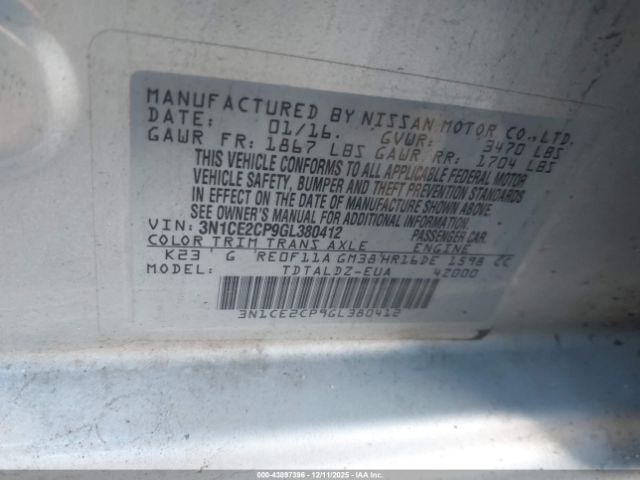 MANUFACTURED BY NISSAN MOTOR CO., LTD.
DATE: 01/16. GVWR: 3470 LBS
GAWR FR: 1867 LBS GAWR RR: 1704 LBS
THIS VEHICLE CONFORMS TO ALL APPLICABLE FEDERAL MOTOR
VEHICLE SAFETY, BUMPER AND THEFT PREVENTION STANDARDS
IN EFFECT ON THE DATE OF MANUFACTURE SHOWN ABOVE.
SEE OWNER'S MANUAL FOR ADDITIONAL INFORMATION
VIN: 3N1CE2CP9GL380412 PASSENGER CAR.
COLOR TRIM TRANS AXLE ENGINE
K23 G RE0F11A GM38 HR16DE 1598 CC
MODEL: TDTALDZ-EUA 42000
3N1CE2CP9GL380412
000-43897396 - 12/11/2025 - IAAI.COM